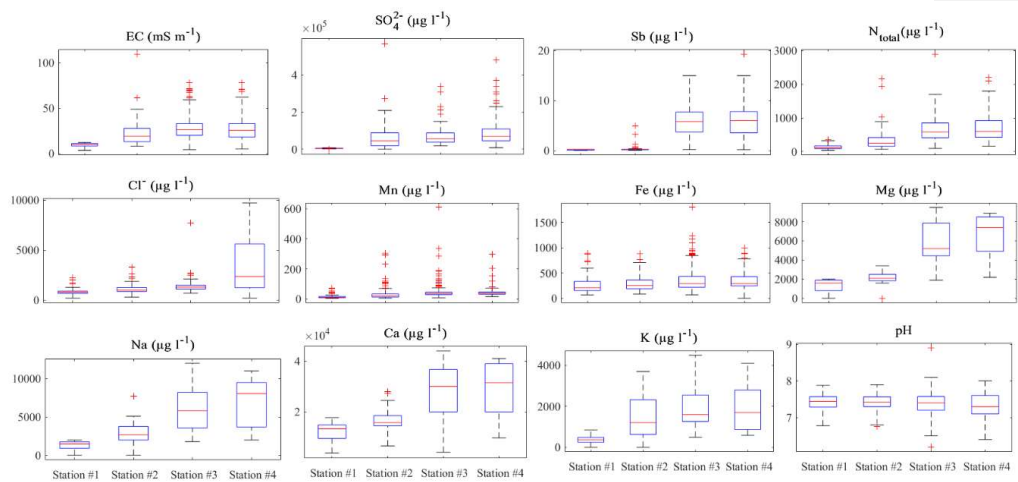 EC (mS m⁻¹)
100
50
0
×10⁵
SO₄²⁻ (µg l⁻¹)
4
2
0
Sb (µg l⁻¹)
20
10
0
N_total(µg l⁻¹)
3000
2000
1000
0
Cl⁻ (µg l⁻¹)
10000
5000
0
Mn (µg l⁻¹)
600
400
200
0
Fe (µg l⁻¹)
1500
1000
500
0
Mg (µg l⁻¹)
8000
6000
4000
2000
0
Na (µg l⁻¹)
10000
5000
0
Station #1 Station #2 Station #3 Station #4
×10⁴
Ca (µg l⁻¹)
4
2
Station #1 Station #2 Station #3 Station #4
K (µg l⁻¹)
4000
2000
0
Station #1 Station #2 Station #3 Station #4
pH
9
8
7
Station #1 Station #2 Station #3 Station #4